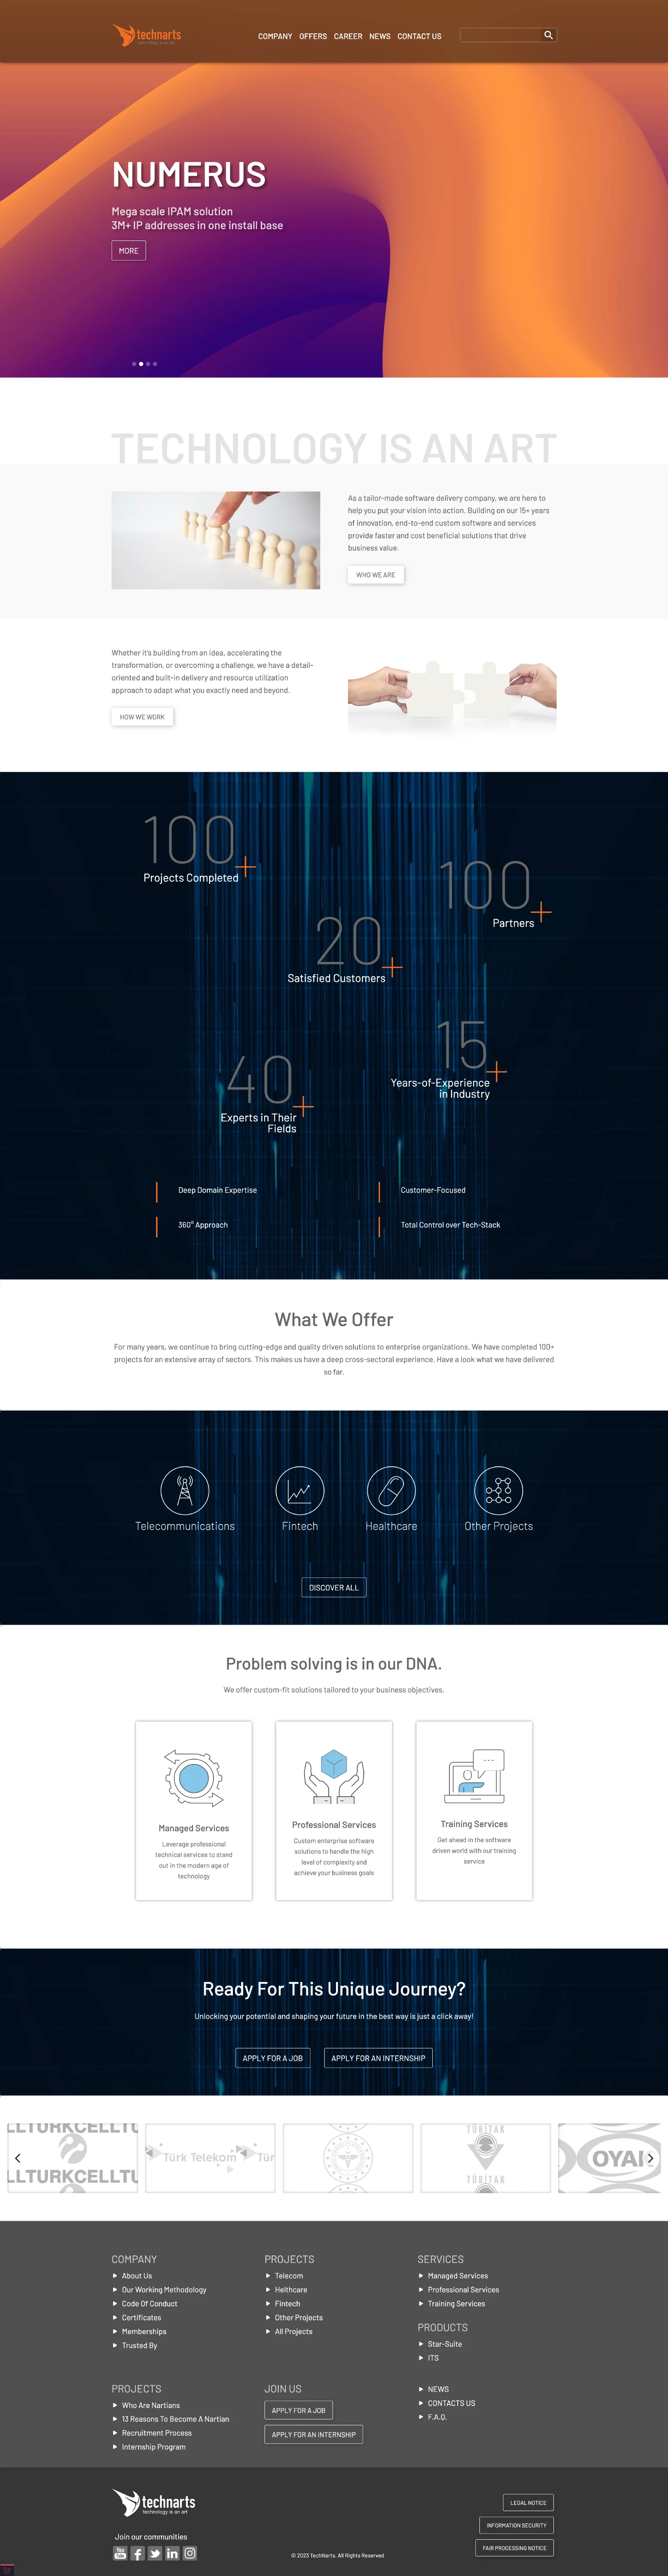 technarts
technology is an art
COMPANY OFFERS CAREER NEWS CONTACT US
NUMERUS
Mega scale IPAM solution
3M+ IP addresses in one install base
MORE
TECHNOLOGY IS AN ART
As a tailor-made software delivery company, we are here to
help you put your vision into action. Building on our 15+ years
of innovation, end-to-end custom software and services
provide faster and cost beneficial solutions that drive
business value.
WHO WE ARE
Whether it's building from an idea, accelerating the
transformation, or overcoming a challenge, we have a detail-
oriented and built-in delivery and resource utilization
approach to adapt what you exactly need and beyond.
HOW WE WORK
100+
Projects Completed
100+
Partners
20+
Satisfied Customers
15+
Years-of-Experience
in Industry
40+
Experts in Their
Fields
Deep Domain Expertise
Customer-Focused
360° Approach
Total Control over Tech-Stack
What We Offer
For many years, we continue to bring cutting-edge and quality driven solutions to enterprise organizations. We have completed 100+
projects for an extensive array of sectors. This makes us have a deep cross-sectoral experience. Have a look what we delivered
so far.
Telecommunications
Fintech
Healthcare
Other Projects
DISCOVER ALL
Problem solving is in our DNA.
We offer custom-fit solutions tailored to your business objectives.
Managed Services
Leverage professional
technical services to stand
out in the modern age of
technology
Professional Services
Custom enterprise software
solutions to handle the high
level of complexity and
achieve your business goals
Training Services
Get ahead in the software
driven world with our training
service
Ready For This Unique Journey?
Unlocking your potential and shaping your future in the best way is just a click away!
APPLY FOR A JOB
APPLY FOR AN INTERNSHIP
LLTURKCELLTU
LLTURKCELLTU
Türk Telekom
Tür
TÜBİTAK
TÜBİTAK
OYAK
COMPANY
About Us
Our Working Methodology
Code Of Conduct
Certificates
Memberships
Trusted By
PROJECTS
Telecom
Helthcare
Fintech
Other Projects
All Projects
SERVICES
Managed Services
Professional Services
Training Services
PRODUCTS
Star-Suite
ITS
PROJECTS
Who Are Nartians
13 Reasons To Become A Nartian
Recruitment Process
Internship Program
JOIN US
APPLY FOR A JOB
APPLY FOR AN INTERNSHIP
NEWS
CONTACTS US
F.A.Q.
technarts
technology is an art
Join our communities
You Tube
© 2023 TechNarts. All Rights Reserved
LEGAL NOTICE
INFORMATION SECURITY
FAIR PROCESSING NOTICE